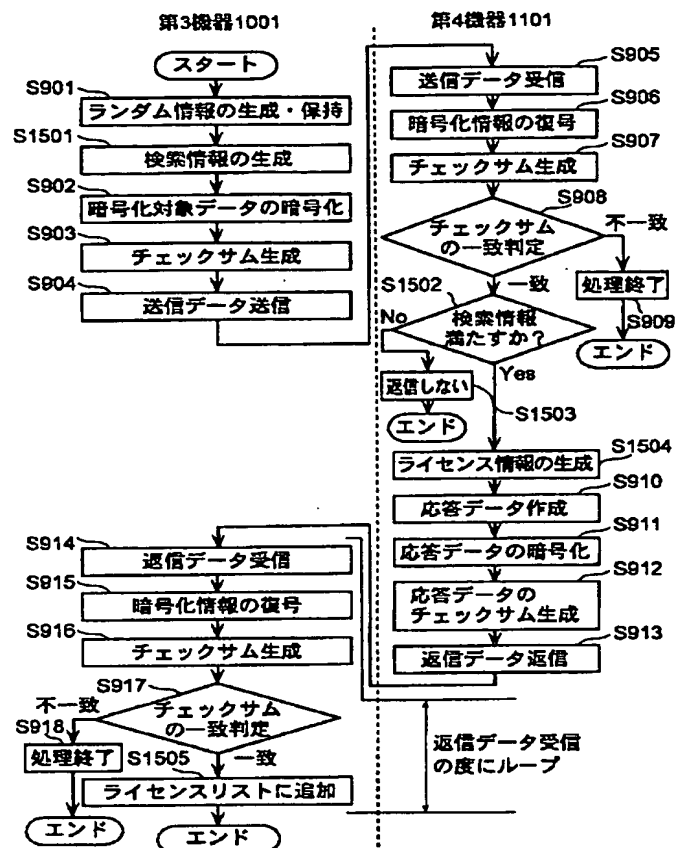 第3機器1001
スタート
S901
ランダム情報の生成・保持
S1501
検索情報の生成
S902
暗号化対象データの暗号化
S903
チェックサム生成
S904
送信データ送信
第4機器1101
S905
送信データ受信
S906
暗号化情報の復号
S907
チェックサム生成
S908
チェックサム
の一致判定
不一致
処理終了
S909
エンド
一致
S1502
検索情報
満たすか?
No
返信しない
S1503
エンド
Yes
S1504
ライセンス情報の生成
S910
応答データ作成
S911
応答データの暗号化
S912
応答データの
チェックサム生成
S913
返信データ返信
S914
返信データ受信
S915
暗号化情報の復号
S916
チェックサム生成
S917
チェックサム
の一致判定
不一致
S918
処理終了
エンド
一致
S1505
ライセンスリストに追加
エンド
返信データ受信
の度にループ